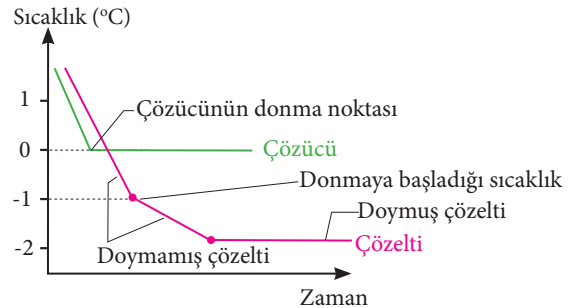 Sıcaklık (°C)
1
Çözücünün donma noktası
0
Çözücü
Donmaya başladığı sıcaklık
-1
Doymuş çözelti
-2
Doymamış çözelti
Çözelti
Zaman